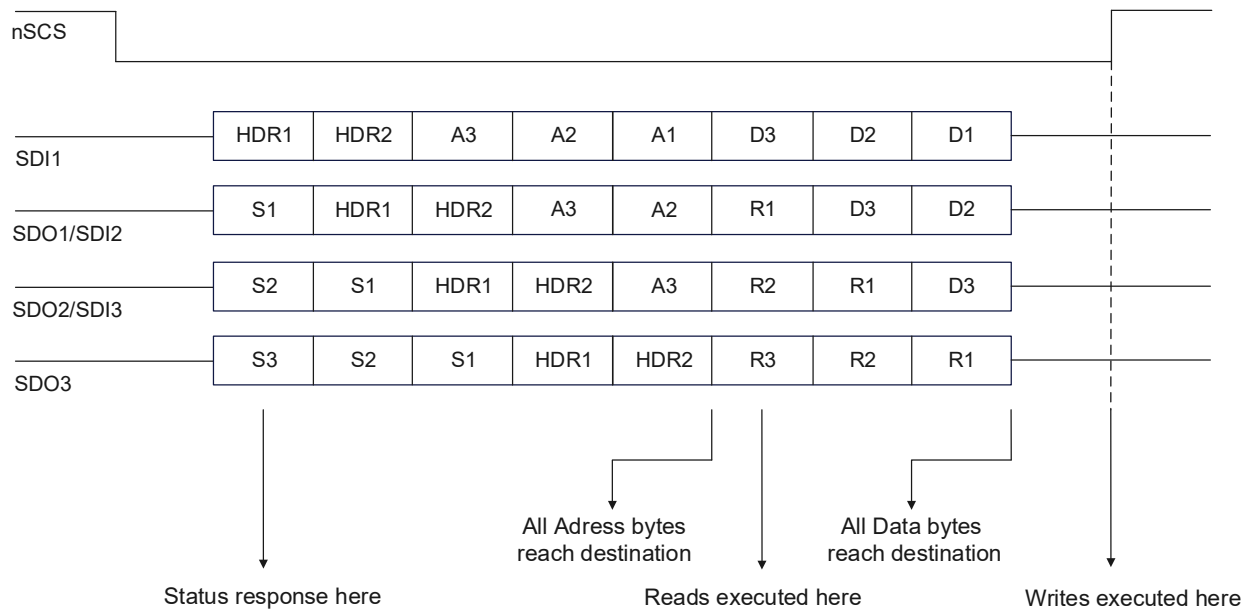 nSCS
HDR1 HDR2 A3 A2 A1 D3 D2 D1
SDI1
S1 HDR1 HDR2 A3 A2 R1 D3 D2
SDO1/SDI2
S2 S1 HDR1 HDR2 A3 R2 R1 D3
SDO2/SDI3
S3 S2 S1 HDR1 HDR2 R3 R2 R1
SDO3
All Adress bytes
reach destination
All Data bytes
reach destination
Status response here
Reads executed here
Writes executed here